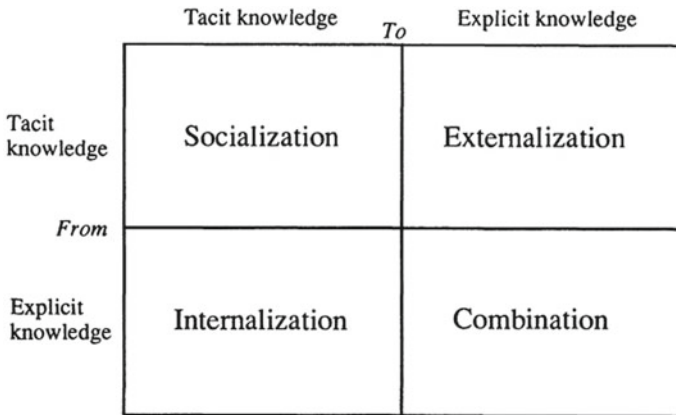 Tacit knowledge
To
Explicit knowledge
Tacit
knowledge
Socialization
Externalization
From
Explicit
knowledge
Internalization
Combination